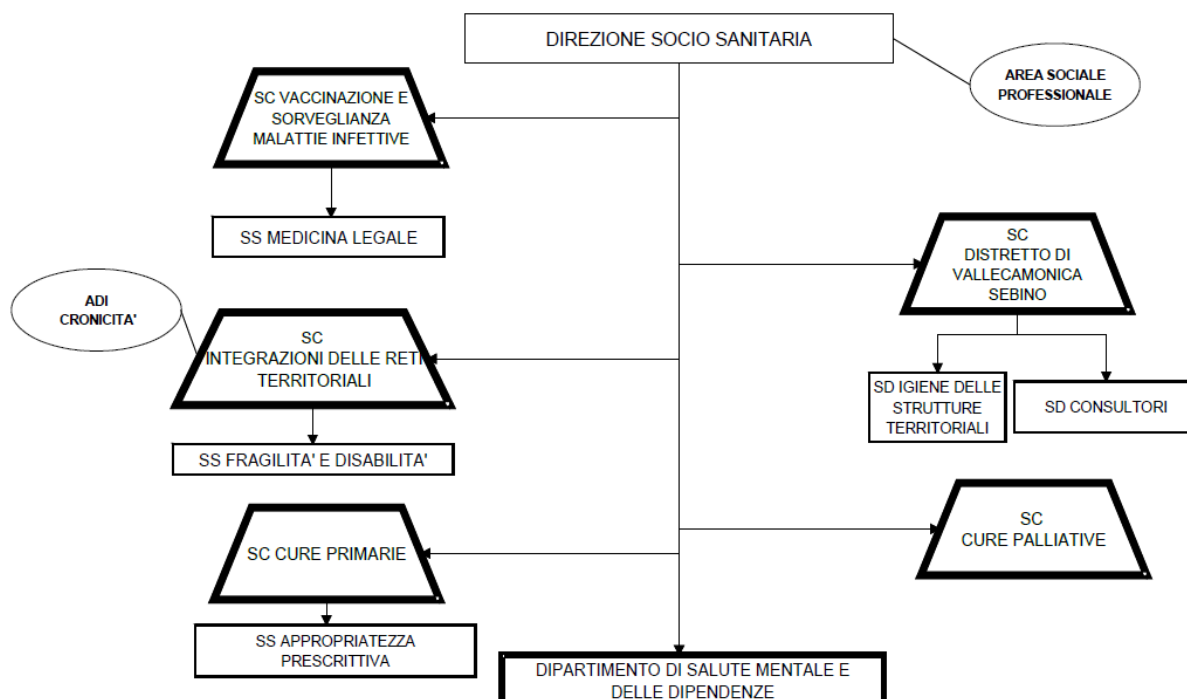 DIREZIONE SOCIO SANITARIA
AREA SOCIALE
PROFESSIONALE
SC VACCINAZIONE E
SORVEGLIANZA
MALATTIE INFETTIVE
SS MEDICINA LEGALE
SC
DISTRETTO DI
VALLECAMONICA
SEBINO
ADI
CRONICITA'
SC
INTEGRAZIONI DELLE RETI
TERRITORIALI
SD IGIENE DELLE
STRUTTURE
TERRITORIALI
SD CONSULTORI
SS FRAGILITA' E DISABILITA'
SC CURE PRIMARIE
SC
CURE PALLIATIVE
SS APPROPRIATEZZA
PRESCRITTIVA
DIPARTIMENTO DI SALUTE MENTALE E
DELLE DIPENDENZE